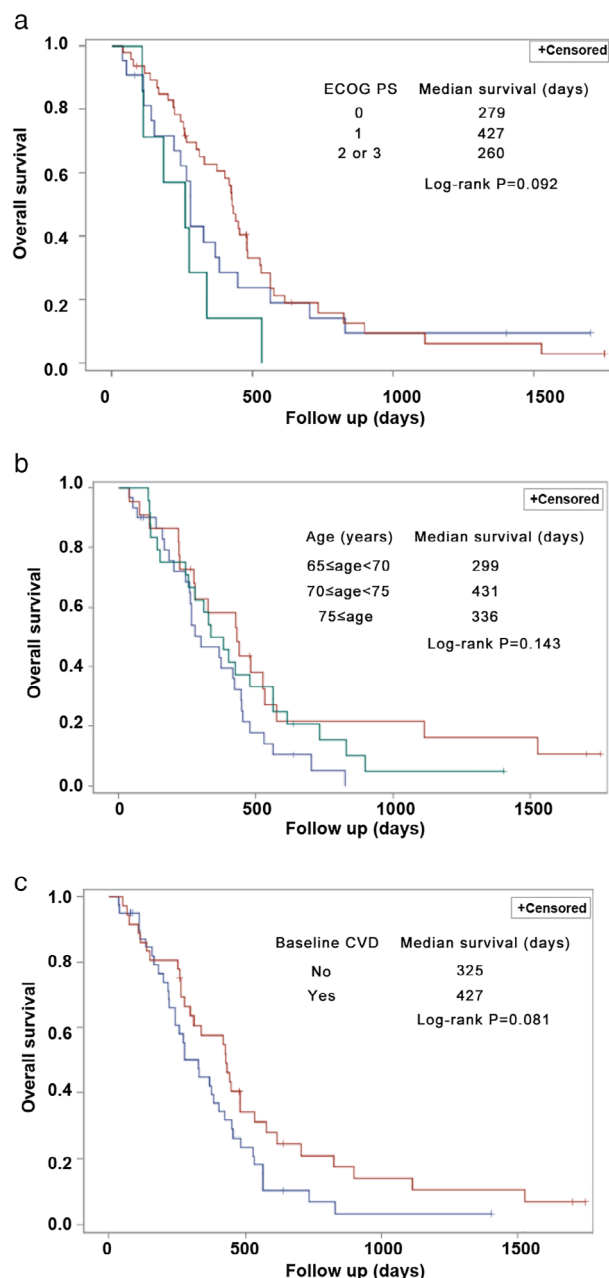 a
+Censored
ECOG PS Median survival (days)
0 279
1 427
2 or 3 260
Log-rank P=0.092
Overall survival
1.0
0.8
0.6
0.4
0.2
0.0
0 500 1000 1500
Follow up (days)
b
+Censored
Age (years) Median survival (days)
65≤age<70 299
70≤age<75 431
75≤age 336
Log-rank P=0.143
Overall survival
1.0
0.8
0.6
0.4
0.2
0.0
0 500 1000 1500
Follow up (days)
c
+Censored
Baseline CVD Median survival (days)
No 325
Yes 427
Log-rank P=0.081
Overall survival
1.0
0.8
0.6
0.4
0.2
0.0
0 500 1000 1500
Follow up (days)